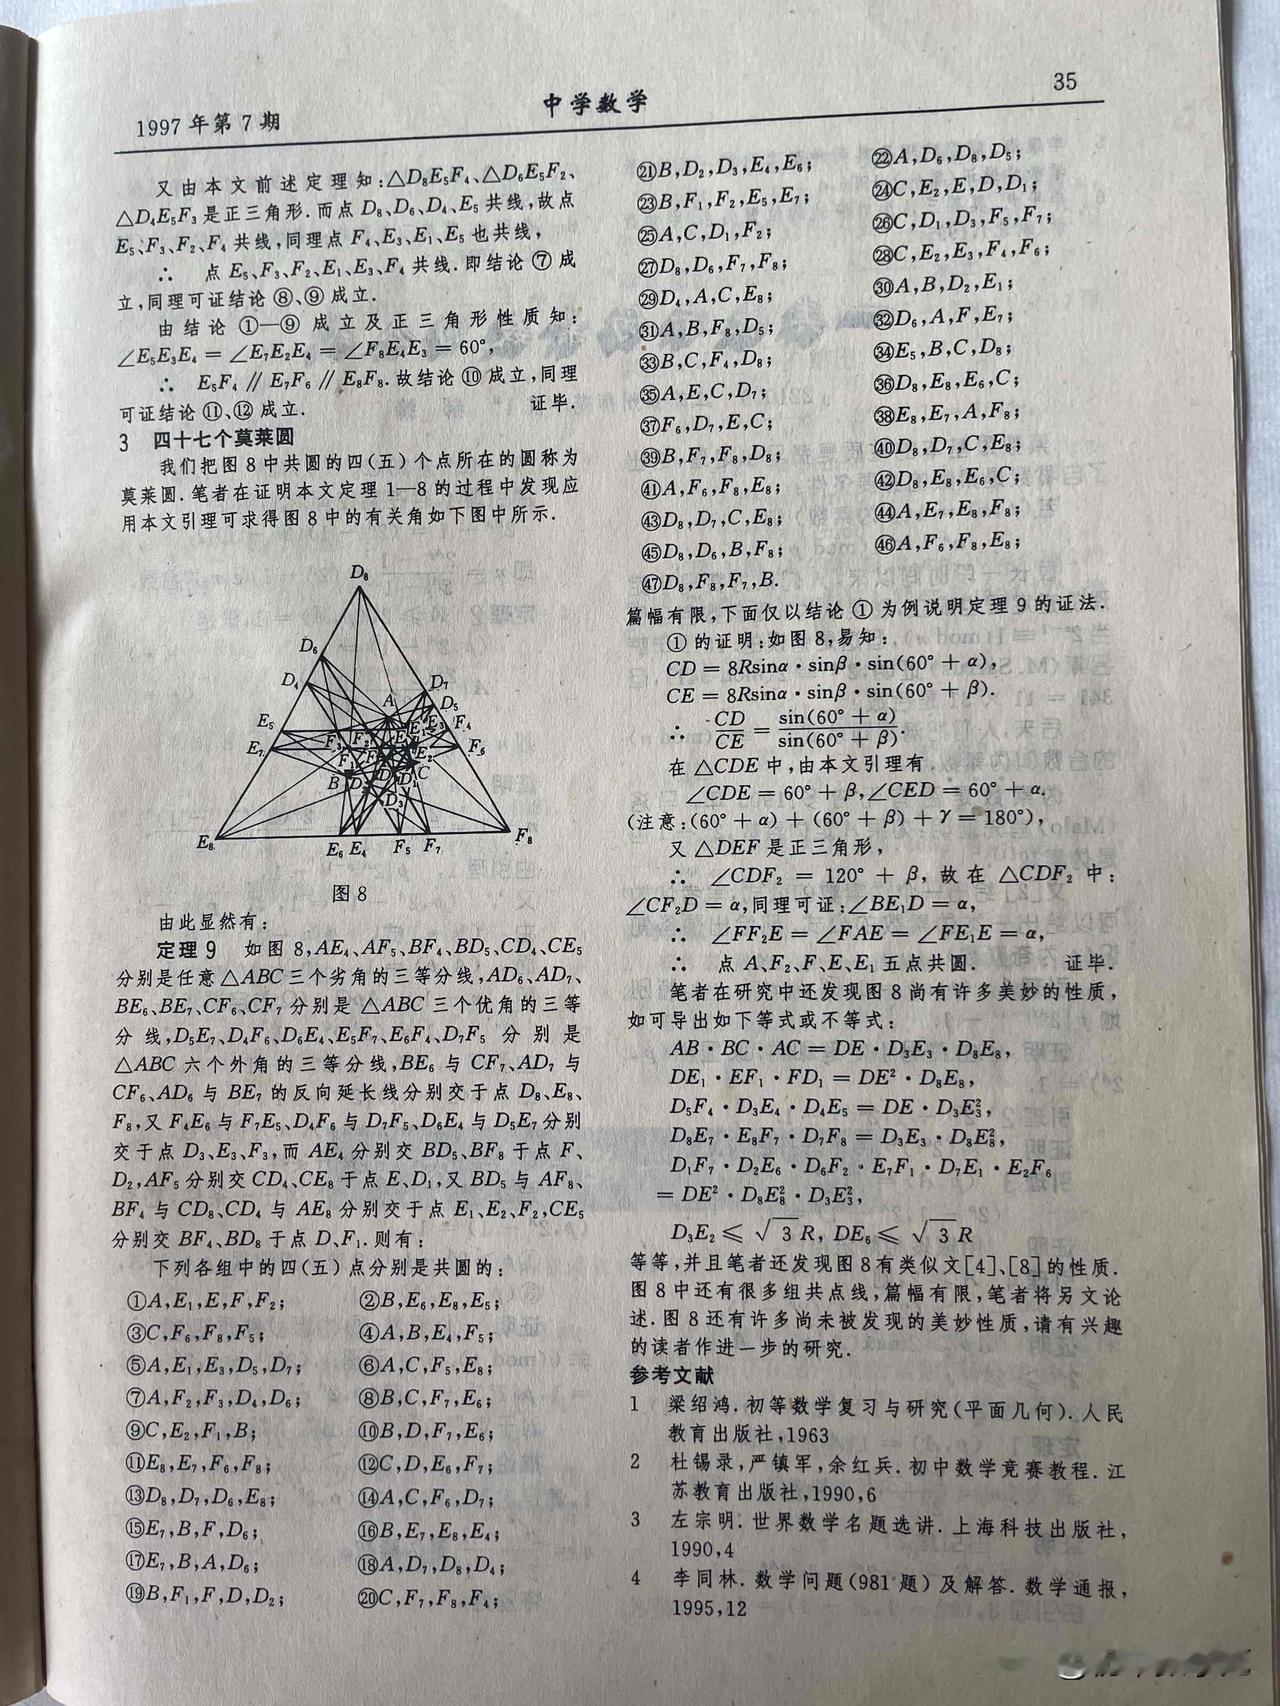 1997年第7期
中学数学
35
又由本文前述定理知:△D₈E₅F₄、△D₆E₅F₂、
△D₄E₅F₃是正三角形.而点D₈、D₆、D₄、E₅共线,故点
E₅、F₃、F₂、F₄共线,同理点F₄、E₃、E₁、E₅也共线,
∴ 点E₅、F₃、F₂、E₁、E₃、F₄共线.即结论⑦成
立,同理可证结论⑧、⑨成立.
由结论①—⑨成立及正三角形性质知:
∠E₅E₃E₄=∠E₇E₂E₄=∠F₈E₄E₃=60°,
∴ E₅F₄∥E₇F₆∥E₈F₈.故结论⑩成立,同理
可证结论⑪、⑫成立. 证毕.
3 四十七个莫莱圆
我们把图8中共圆的四(五)个点所在的圆称为
莫莱圆.笔者在证明本文定理1—8的过程中发现应
用本文引理可求得图8中的有关角如下图中所示.
D₈
D₆
D₄
D₇
D₅
A
E₅
E₇
F₃
F₂
E₃
F₄
F₆
F₁
F
E
E₂
B
C
D₂
D
D₁
D₃
E₈
E₆
E₄
F₅
F₇
F₈
图8
由此显然有:
定理9 如图8,AE₄、AF₅、BF₄、BD₅、CD₄、CE₅
分别是任意△ABC三个劣角的三等分线,AD₆、AD₇、
BE₆、BE₇、CF₆、CF₇分别是△ABC三个优角的三等
分线,D₅E₇、D₄F₆、D₆E₄、E₅F₇、E₆F₄、D₇F₅分别是
△ABC六个外角的三等分线,BE₆与CF₇、AD₇与
CF₆、AD₆与BE₇的反向延长线分别交于点D₈、E₈、
F₈,又F₄E₆与F₇E₅、D₄F₆与D₇F₅、D₆E₄与D₅E₇分别
交于点D₃、E₃、F₃,而AE₄分别交BD₅、BF₈于点F、
D₂,AF₅分别交CD₄、CE₈于点E、D₁,又BD₅与AF₈、
BF₄与CD₈、CD₄与AE₈分别交于点E₁、E₂、F₂,CE₅
分别交BF₄、BD₈于点D、F₁.则有:
下列各组中的四(五)点分别是共圆的:
①A,E₁,E,F,F₂; ②B,E₆,E₈,E₅;
③C,F₆,F₈,F₅; ④A,B,E₄,F₅;
⑤A,E₁,E₃,D₅,D₇; ⑥A,C,F₅,E₈;
⑦A,F₂,F₃,D₄,D₆; ⑧B,C,F₇,E₆;
⑨C,E₂,F₁,B; ⑩B,D,F₇,E₆;
⑪E₈,E₇,F₆,F₈; ⑫C,D,E₆,F₇;
⑬D₈,D₇,D₆,E₈; ⑭A,C,F₆,D₇;
⑮E₇,B,F,D₆; ⑯B,E₇,E₈,E₄;
⑰E₇,B,A,D₆; ⑱A,D₇,D₈,D₄;
⑲B,F₁,F,D,D₂; ⑳C,F₇,F₈,F₄;
㉑B,D₂,D₃,E₄,E₆; ㉒A,D₆,D₈,D₅;
㉓B,F₁,F₂,E₅,E₇; ㉔C,E₂,E,D,D₁;
㉕A,C,D₁,F₂; ㉖C,D₁,D₃,F₅,F₇;
㉗D₈,D₆,F₇,F₈; ㉘C,E₂,E₃,F₄,F₆;
㉙D₄,A,C,E₈; ㉚A,B,D₂,E₁;
㉛A,B,F₈,D₅; ㉜D₆,A,F,E₇;
㉝B,C,F₄,D₈; ㉞E₅,B,C,D₈;
㉟A,E,C,D₇; ㊱D₈,E₈,E₆,C;
㊲F₆,D₇,E,C; ㊳E₈,E₇,A,F₈;
㊴B,F₇,F₈,D₈; ㊵D₈,D₇,C,E₈;
㊶A,F₆,F₈,E₈; ㊷D₈,E₈,E₆,C;
㊸D₈,D₇,C,E₈; ㊹A,E₇,E₈,F₈;
㊺D₈,D₆,B,F₈; ㊻A,F₆,F₈,E₈;
㊼D₈,F₈,F₇,B.
篇幅有限,下面仅以结论①为例说明定理9的证法.
①的证明:如图8,易知:
CD=8Rsinα·sinβ·sin(60°+α),
CE=8Rsinα·sinβ·sin(60°+β).
∴ CD/CE=sin(60°+α)/sin(60°+β).
在△CDE中,由本文引理有.
∠CDE=60°+β,∠CED=60°+α.
(注意:(60°+α)+(60°+β)+γ=180°),
又△DEF是正三角形,
∴ ∠CDF₂=120°+β,故在△CDF₂中:
∠CF₂D=α,同理可证:∠BE₁D=α,
∴ ∠FF₂E=∠FAE=∠FE₁E=α,
∴ 点A、F₂、F、E、E₁五点共圆. 证毕.
笔者在研究中还发现图8尚有许多美妙的性质,
如可导出如下等式或不等式:
AB·BC·AC=DE·D₃E₃·D₈E₈,
DE₁·EF₁·FD₁=DE²·D₈E₈,
D₅F₄·D₃E₄·D₄E₅=DE·D₃E₃²,
D₈E₇·E₈F₇·D₇F₈=D₃E₃·D₈E₈²,
D₁F₇·D₂E₆·D₆F₂·E₇F₁·D₇E₁·E₂F₆
=DE²·D₈E₈²·D₃E₃²,
D₃E₂≤√3R, DE₆≤√3R
等等,并且笔者还发现图8有类似文[4]、[8]的性质.
图8中还有很多组共点线,篇幅有限,笔者将另文论
述.图8还有许多尚未被发现的美妙性质,请有兴趣
的读者作进一步的研究.
参考文献
1 梁绍鸿.初等数学复习与研究(平面几何).人民
教育出版社,1963
2 杜锡录,严镇军,余红兵.初中数学竞赛教程.江
苏教育出版社,1990,6
3 左宗明.世界数学名题选讲.上海科技出版社,
1990,4
4 李同林.数学问题(981题)及解答.数学通报,
1995,12